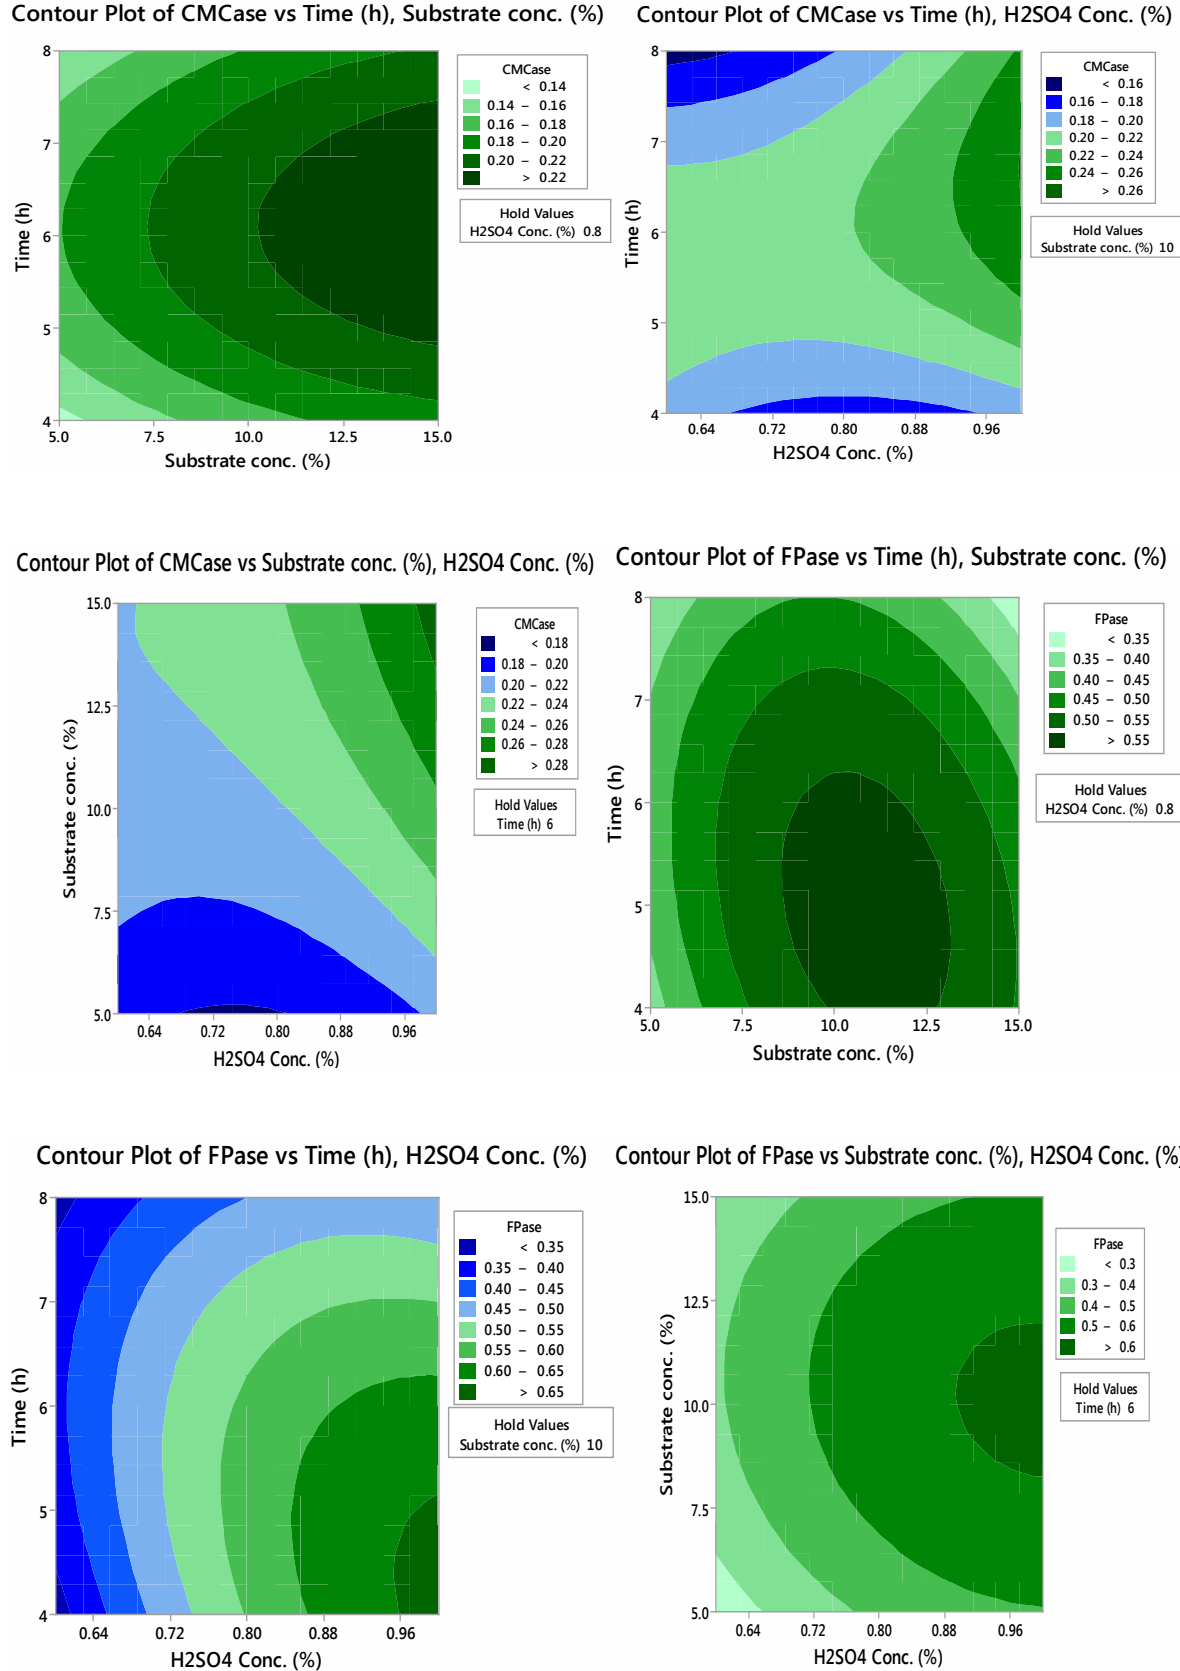 Contour Plot of CMCase vs Time (h), Substrate conc. (%)
8
7
6
5
4
Time (h)
5.0 7.5 10.0 12.5 15.0
Substrate conc. (%)
CMCase
< 0.14
0.14 – 0.16
0.16 – 0.18
0.18 – 0.20
0.20 – 0.22
> 0.22
Hold Values
H2SO4 Conc. (%) 0.8
Contour Plot of CMCase vs Time (h), H2SO4 Conc. (%)
8
7
6
5
4
Time (h)
0.64 0.72 0.80 0.88 0.96
H2SO4 Conc. (%)
CMCase
< 0.16
0.16 – 0.18
0.18 – 0.20
0.20 – 0.22
0.22 – 0.24
0.24 – 0.26
> 0.26
Hold Values
Substrate conc. (%) 10
Contour Plot of CMCase vs Substrate conc. (%), H2SO4 Conc. (%)
15.0
12.5
10.0
7.5
5.0
Substrate conc. (%)
0.64 0.72 0.80 0.88 0.96
H2SO4 Conc. (%)
CMCase
< 0.18
0.18 – 0.20
0.20 – 0.22
0.22 – 0.24
0.24 – 0.26
0.26 – 0.28
> 0.28
Hold Values
Time (h) 6
Contour Plot of FPase vs Time (h), Substrate conc. (%)
8
7
6
5
4
Time (h)
5.0 7.5 10.0 12.5 15.0
Substrate conc. (%)
FPase
< 0.35
0.35 – 0.40
0.40 – 0.45
0.45 – 0.50
0.50 – 0.55
> 0.55
Hold Values
H2SO4 Conc. (%) 0.8
Contour Plot of FPase vs Time (h), H2SO4 Conc. (%)
8
7
6
5
4
Time (h)
0.64 0.72 0.80 0.88 0.96
H2SO4 Conc. (%)
FPase
< 0.35
0.35 – 0.40
0.40 – 0.45
0.45 – 0.50
0.50 – 0.55
0.55 – 0.60
0.60 – 0.65
> 0.65
Hold Values
Substrate conc. (%) 10
Contour Plot of FPase vs Substrate conc. (%), H2SO4 Conc. (%)
15.0
12.5
10.0
7.5
5.0
Substrate conc. (%)
0.64 0.72 0.80 0.88 0.96
H2SO4 Conc. (%)
FPase
< 0.3
0.3 – 0.4
0.4 – 0.5
0.5 – 0.6
> 0.6
Hold Values
Time (h) 6